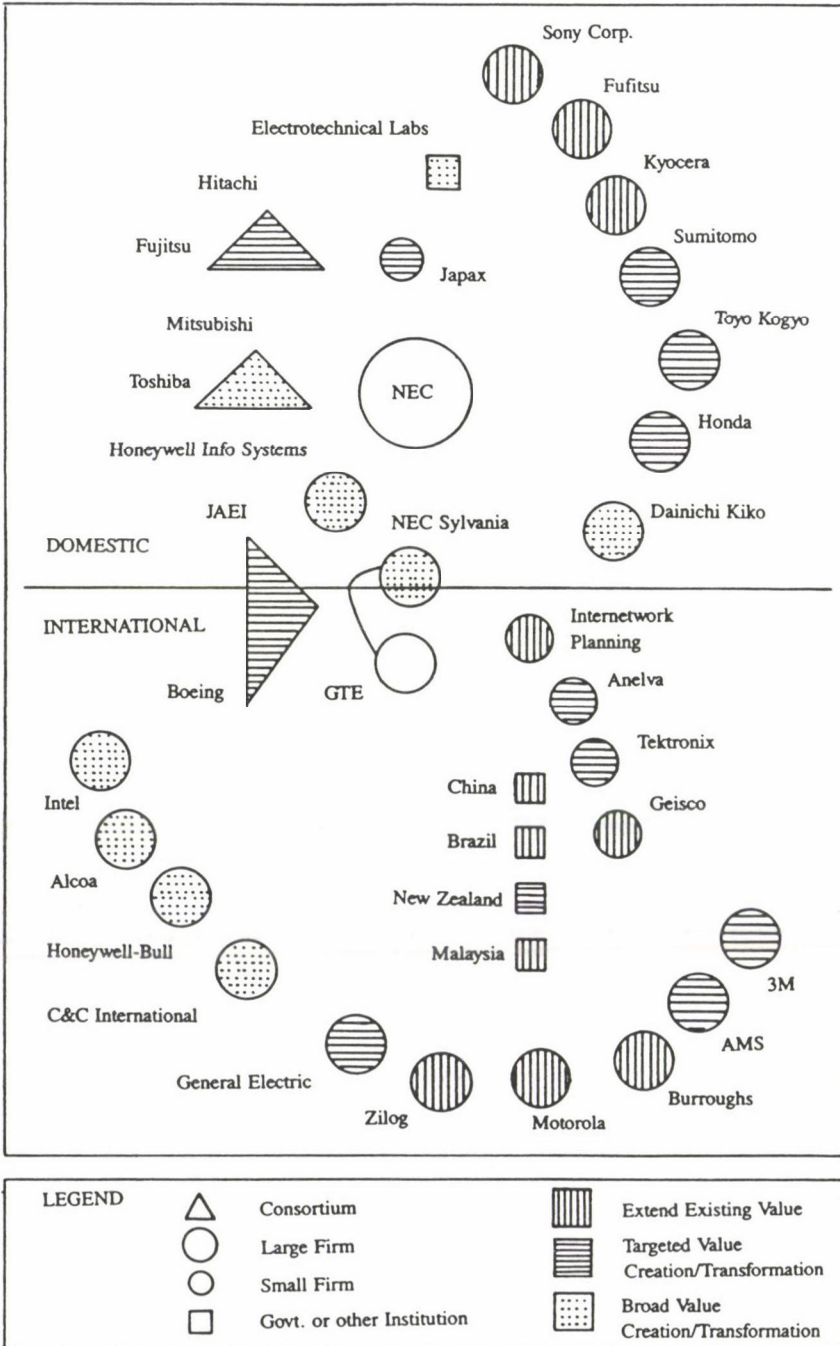 Sony Corp.
Fufitsu
Electrotechnical Labs
Kyocera
Hitachi
Sumitomo
Fujitsu
Japax
Toyo Kogyo
Mitsubishi
Toshiba
NEC
Honda
Honeywell Info Systems
JAEI
NEC Sylvania
Dainichi Kiko
DOMESTIC
INTERNATIONAL
Internetwork
Planning
Boeing
GTE
Anelva
Tektronix
China
Intel
Geisco
Brazil
Alcoa
New Zealand
Honeywell-Bull
Malaysia
3M
C&C International
AMS
General Electric
Burroughs
Zilog
Motorola
LEGEND
Consortium
Large Firm
Small Firm
Govt. or other Institution
Extend Existing Value
Targeted Value
Creation/Transformation
Broad Value
Creation/Transformation